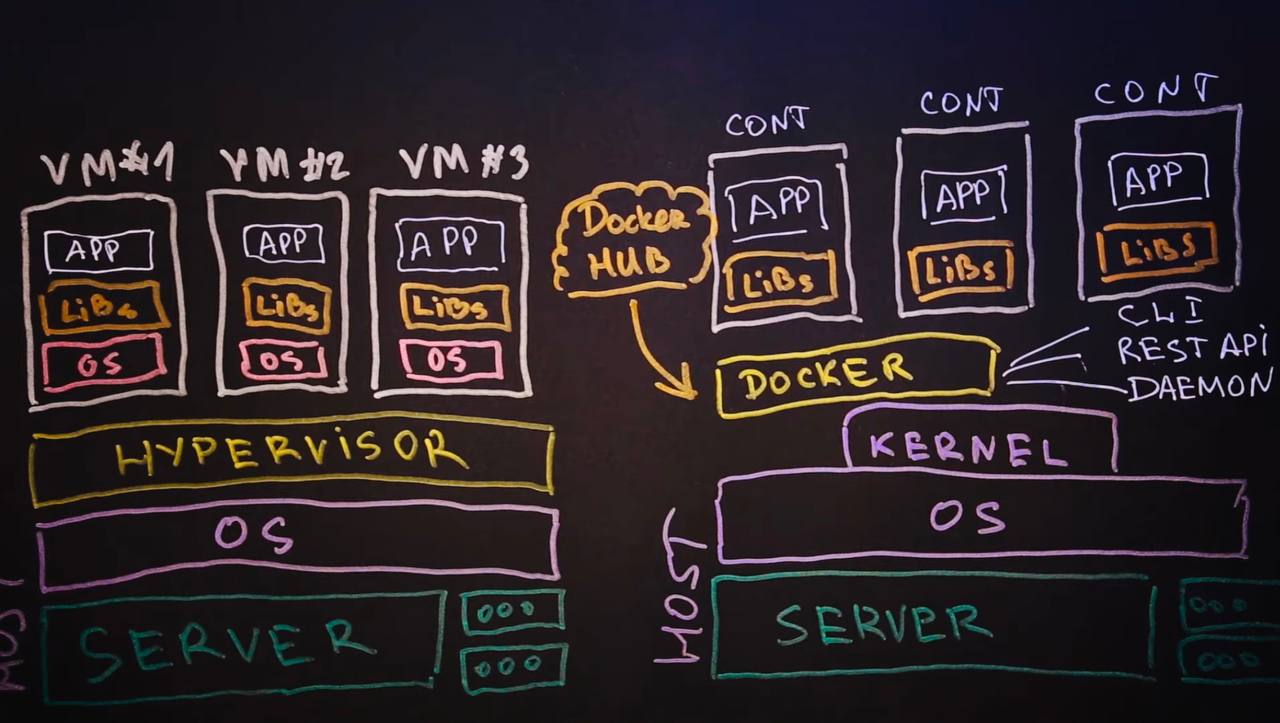 VM #1
APP
LiBs
OS
VM #2
APP
LiBs
OS
VM #3
APP
LiBs
OS
HYPERViSOR
OS
SERVER
HOST
Docker
HUB
CONT
APP
LiBs
CONT
APP
LiBs
CONT
APP
LiBs
DOCKER
CLI
REST APi
DAEMON
KERNEL
OS
HOST
SERVER